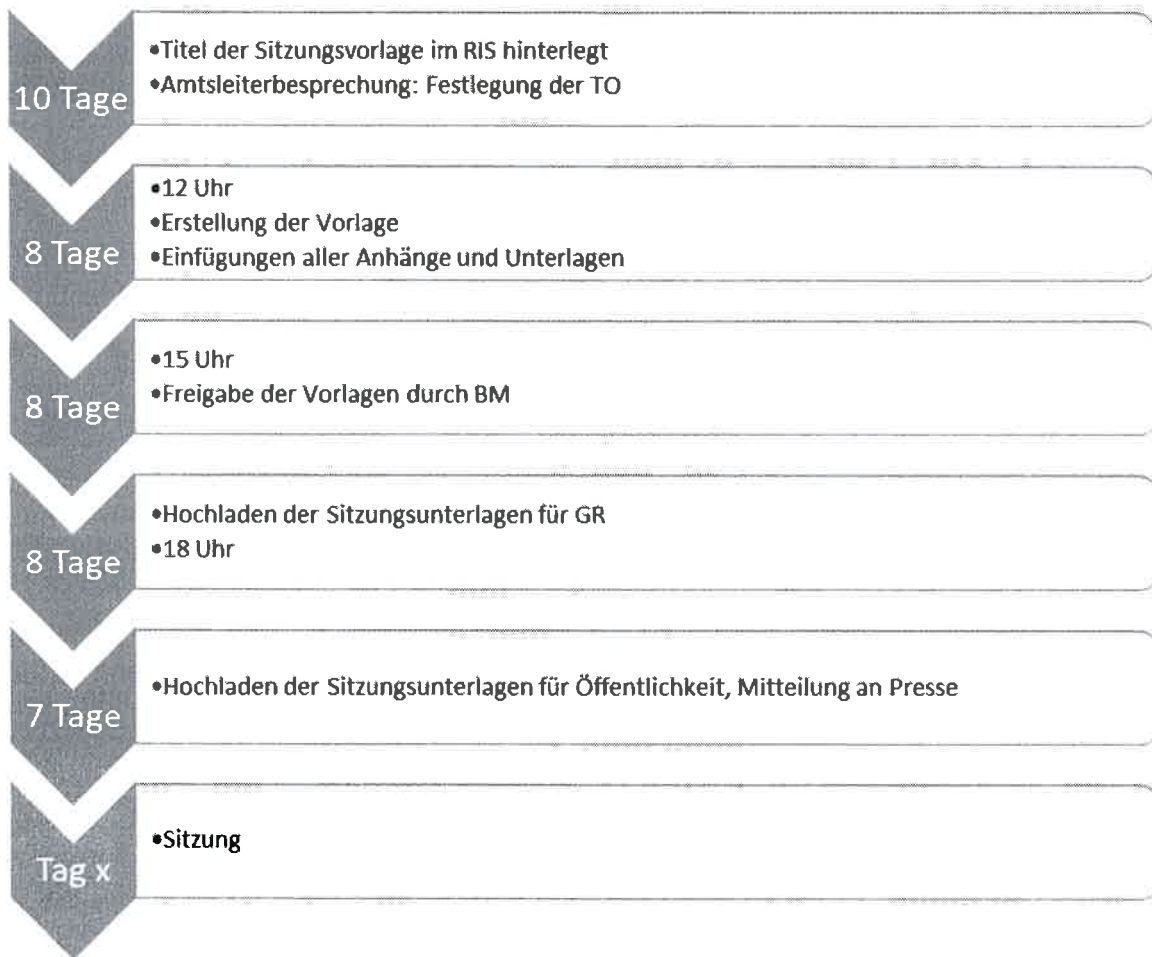 10 Tage
•Titel der Sitzungsvorlage im RIS hinterlegt
•Amtsleiterbesprechung: Festlegung der TO
8 Tage
•12 Uhr
•Erstellung der Vorlage
•Einfügungen aller Anhänge und Unterlagen
8 Tage
•15 Uhr
•Freigabe der Vorlagen durch BM
8 Tage
•Hochladen der Sitzungsunterlagen für GR
•18 Uhr
7 Tage
•Hochladen der Sitzungsunterlagen für Öffentlichkeit, Mitteilung an Presse
Tag x
•Sitzung